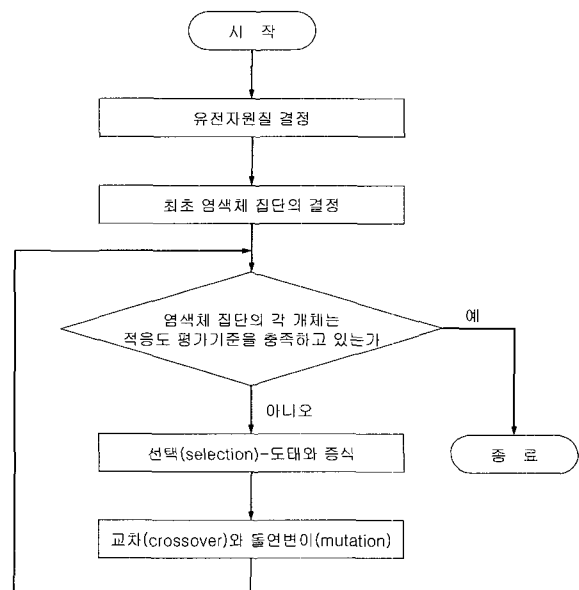 시 작
유전자원질 결정
최초 염색체 집단의 결정
염색체 집단의 각 개체는
적응도 평가기준을 충족하고 있는가
예
아니오
선택(selection)-도태와 증식
종 료
교차(crossover)와 돌연변이(mutation)